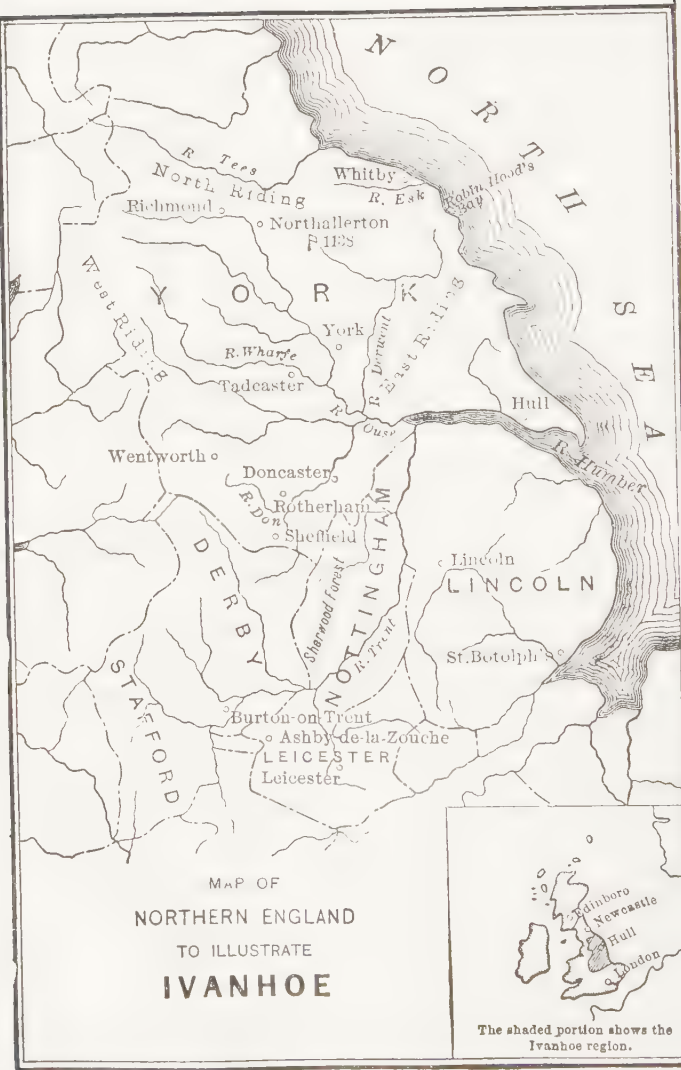 NORTH SEA
R. Tees
North Riding
Whitby
R. Esk
Robin Hood's
Bay
Richmond
Northallerton
1138
YORK
West Riding
York
R. Derwent
East Riding
R. Wharfe
Tadcaster
R. Ouse
Hull
R. Humber
Wentworth
Doncaster
R. Don
Rotherham
Sheffield
DERBY
Sherwood Forest
NOTTINGHAM
R. Trent
Lincoln
LINCOLN
St. Botolph's
STAFFORD
Burton-on-Trent
Ashby-de-la-Zouche
LEICESTER
Leicester
MAP OF
NORTHERN ENGLAND
TO ILLUSTRATE
IVANHOE
Edinboro
Newcastle
Hull
London
The shaded portion shows the
Ivanhoe region.